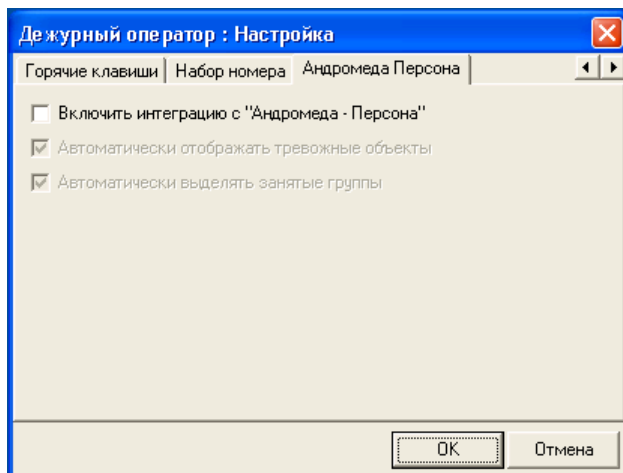 Дежурный оператор : Настройка
Горячие клавиши Набор номера Андромеда Персона
Включить интеграцию с "Андромеда - Персона"
Автоматически отображать тревожные объекты
Автоматически выделять занятые группы
OK Отмена